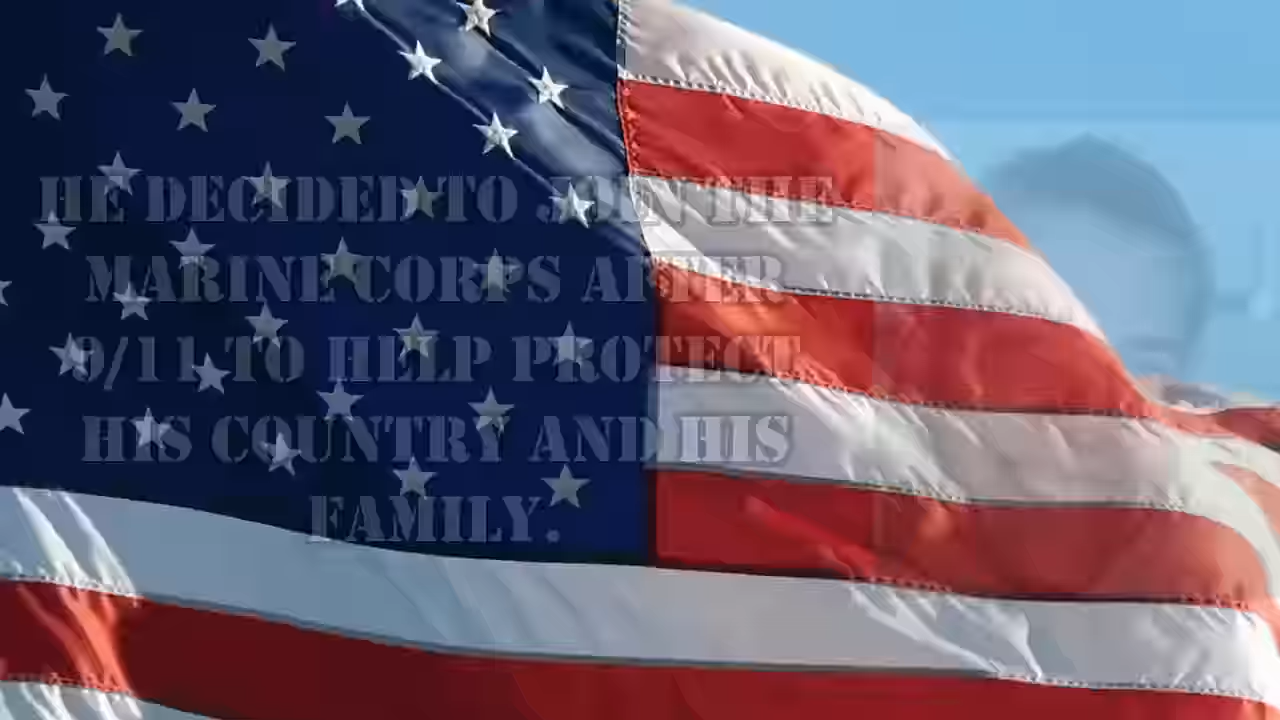 HE DECIDED TO JOIN THE
MARINE CORPS AFTER
9/11 TO HELP PROTECT
HIS COUNTRY AND HIS
FAMILY.